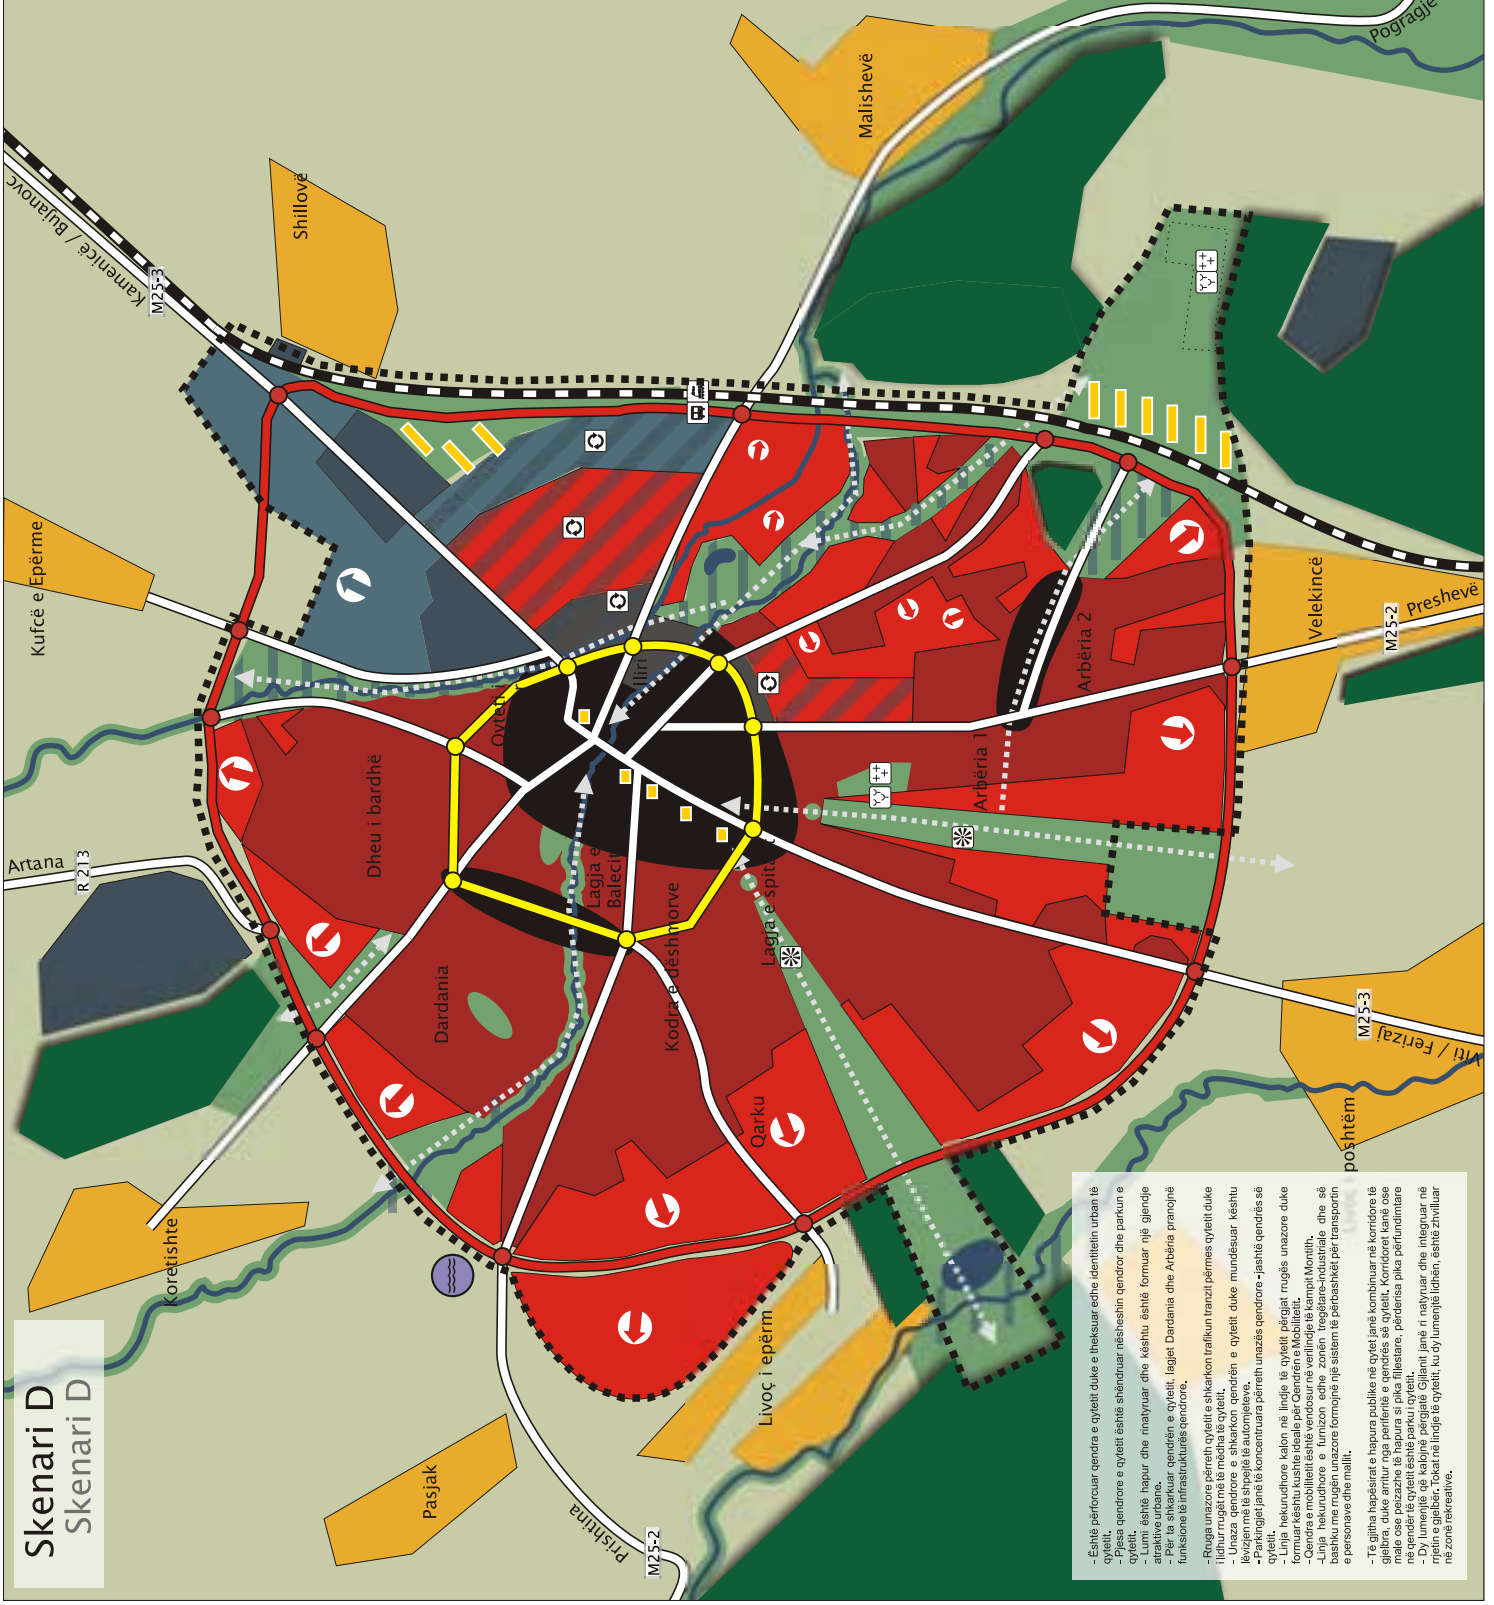 Skenari D
Skenari D
Pasjak
Koretishte
Artana
R 213
Kufcë e Epërme
Kamenicë / Bujanovc
M25-3
Shillovë
Malishevë
Pogragjë
Prishtina
M25-2
Livoç i epërm
Dardania
Dheu i bardhë
Qyteti i
Iliri
Lagja e
Balecit
Kodra e dëshmorve
Lagja e spita
Qarku
Arbëria 1
Arbëria 2
Velekincë
Preshevë
M25-2
M25-3
Viti / Ferizaj
Livoç i poshtëm
- Është përforcuar qendra e qytetit duke e theksuar edhe identitetin urban të
qytetit.
- Pjesa qendrore e qytetit është shëndruar nësheshin qendror dhe parkun e
qytetit.
- Lumi është hapur dhe rinatyruar dhe kështu është formuar një gjendje
atraktive urbane.
- Për ta shkarkuar qendrën e qytetit, lagjet Dardania dhe Arbëria pranojnë
funksione të infrastrukturës qendrore.
- Rruga unazore përreth qytetit e shkarkon trafikun tranzit përmes qytetit duke
i lidhur rrugët më të mëdha të qytetit.
- Unaza qendrore e shkarkon qendrën e qytetit duke mundësuar kështu
lëvizjen më të shpejtë të automjeteve.
- Parkingjet janë të koncentruara përreth unazës qendrore - jashtë qendrës së
qytetit.
- Linja hekurudhore kalon në lindje të qytetit përgjat rrugës unazore duke
formuar kështu kushte ideale për Qendrën e Mobilitetit.
- Qendra e mobilitetit është vendosur në verilindje të kampit Montith.
-Linja hekurudhore e furnizon edhe zonën tregëtare-industriale dhe së
bashku me rrugën unazore formojnë një sistem të përbashkët për transportin
e personave dhe mallit.
- Të gjitha hapësirat e hapura publike në qytet janë kombinuar në korridore të
gjelbra, duke arritur nga periferitë e qendrës së qytetit. Korridoret kanë ose
male ose peizazhe të hapura si pika fillestare, përderisa pika përfundimtare
në qendër të qytetit është parku i qytetit.
- Dy lumenjtë që kalojnë përgjatë Gjilanit janë ri natyruar dhe integruar në
rrjetin e gjelbër. Tokat në lindje të qytetit, ku dy lumenjtë lidhën, është zhvilluar
në zonë rekreative.